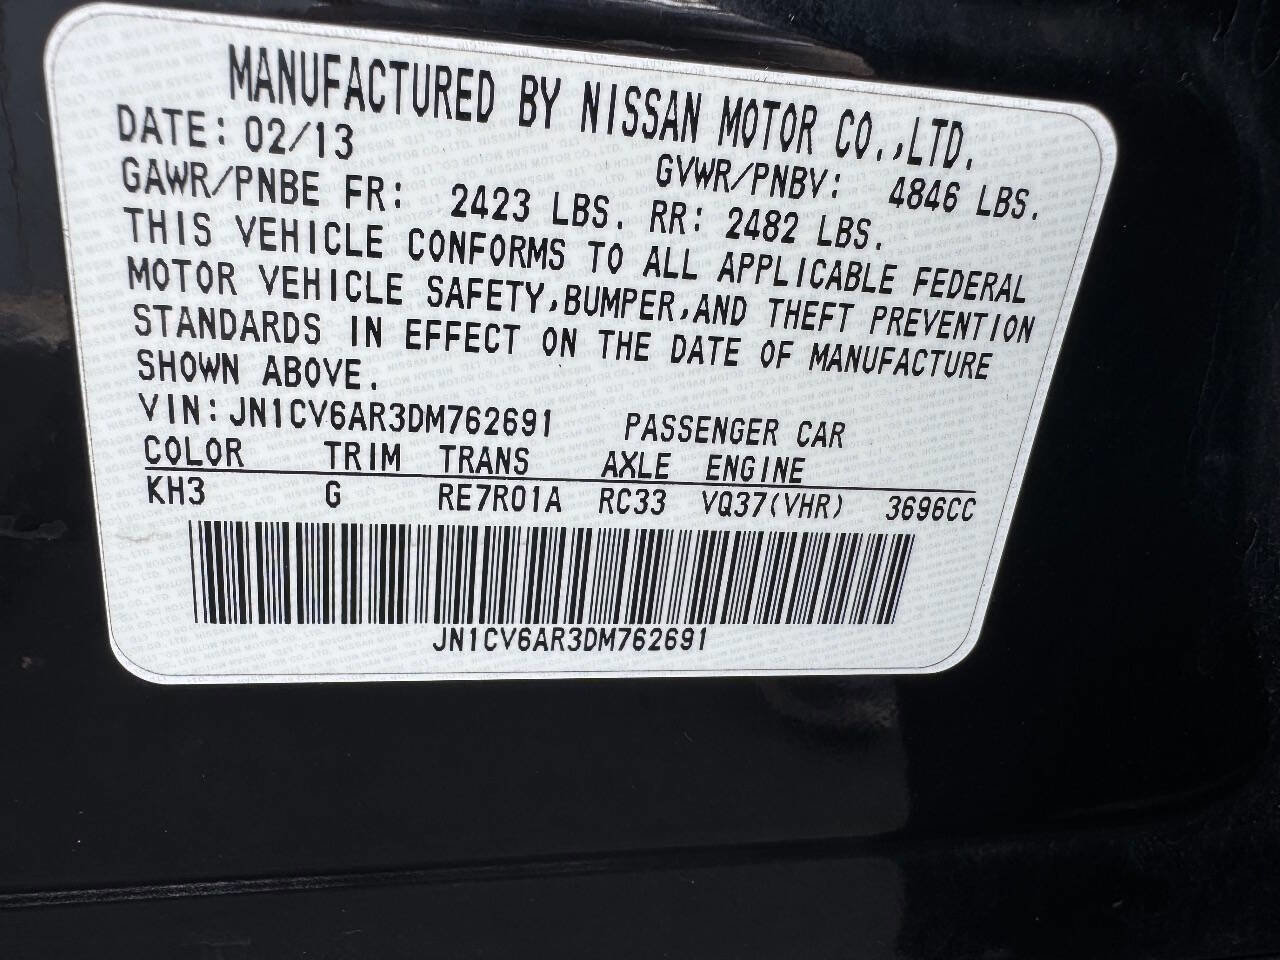 MANUFACTURED BY NISSAN MOTOR CO.,LTD.
DATE: 02/13 GVWR/PNBV: 4846 LBS.
GAWR/PNBE FR: 2423 LBS. RR: 2482 LBS.
THIS VEHICLE CONFORMS TO ALL APPLICABLE FEDERAL
MOTOR VEHICLE SAFETY,BUMPER,AND THEFT PREVENTION
STANDARDS IN EFFECT ON THE DATE OF MANUFACTURE
SHOWN ABOVE.
VIN: JN1CV6AR3DM762691 PASSENGER CAR
COLOR TRIM TRANS AXLE ENGINE
KH3 G RE7R01A RC33 VQ37(VHR) 3696CC
JN1CV6AR3DM762691